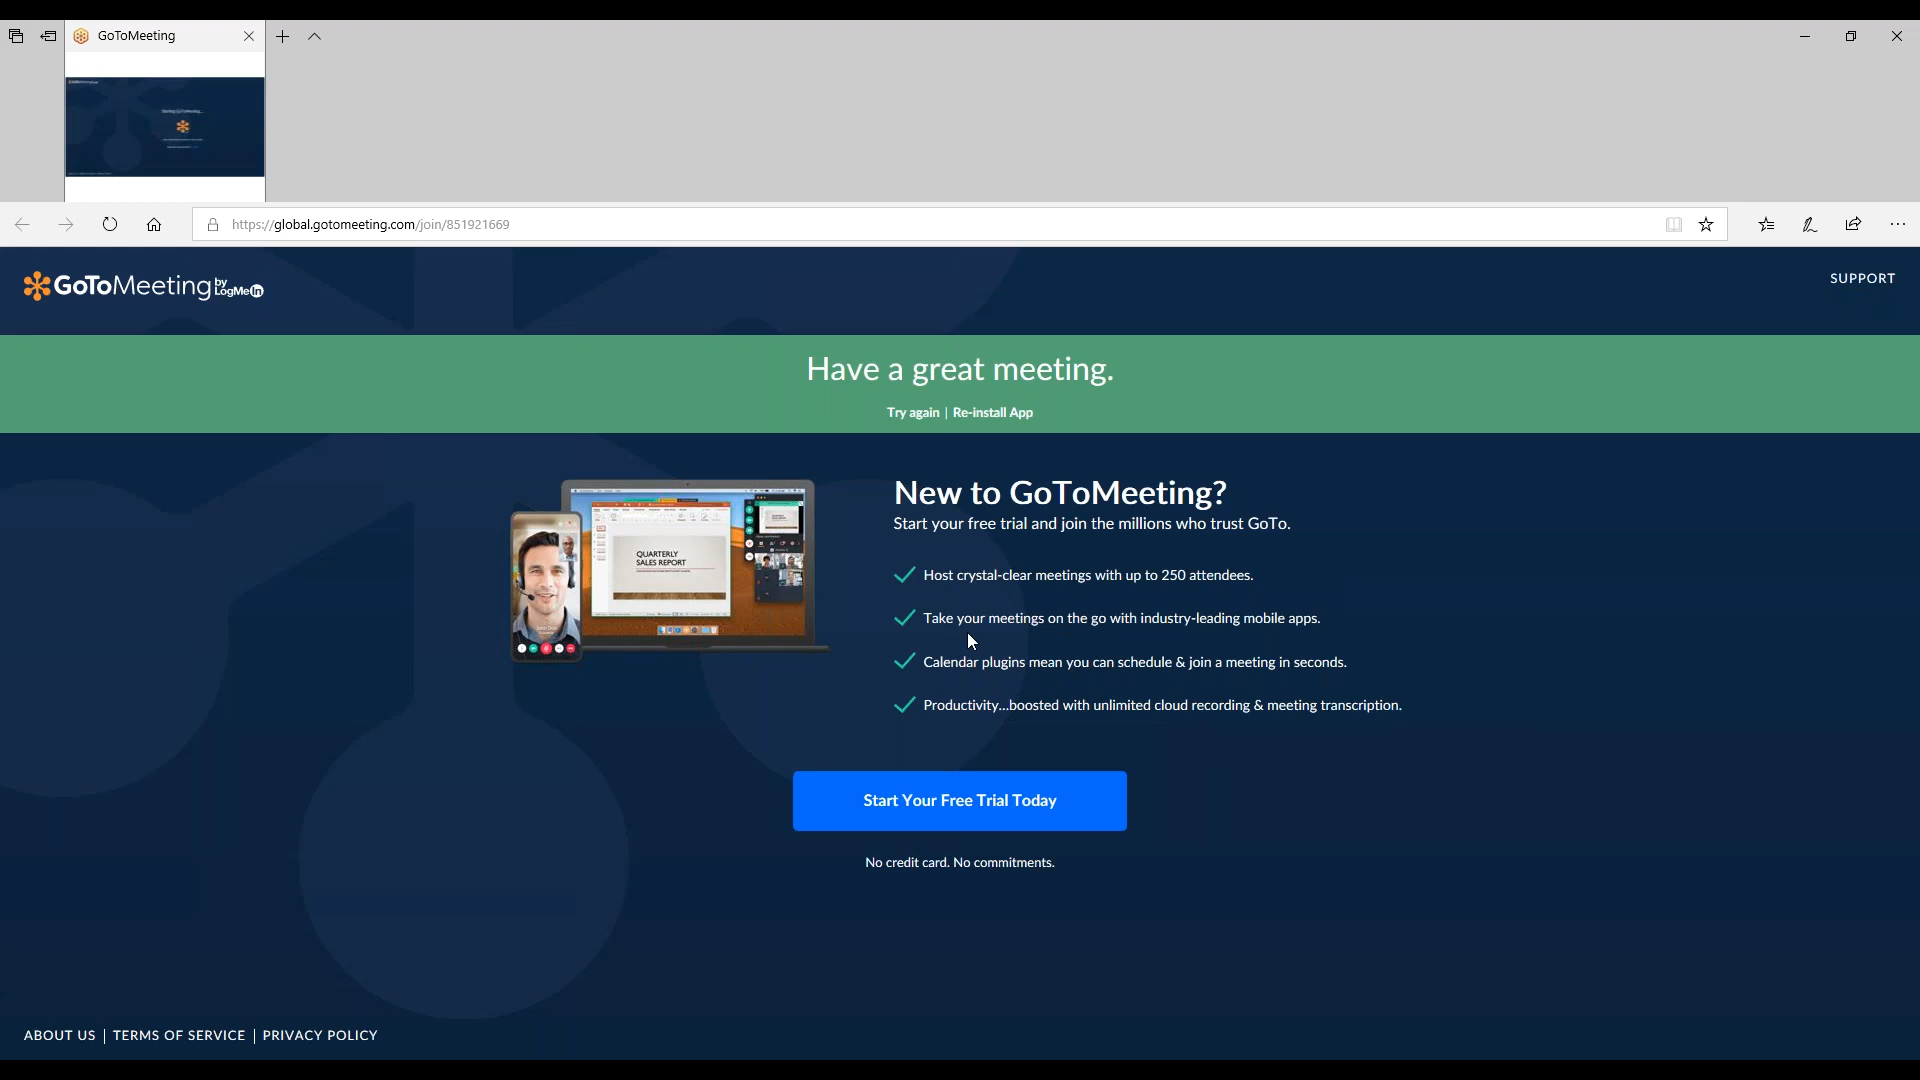 GoToMeeting
https://global.gotomeeting.com/join/851921669
GoToMeeting by LogMeIn
SUPPORT
Have a great meeting.
Try again | Re-install App
QUARTERLY
SALES REPORT
New to GoToMeeting?
Start your free trial and join the millions who trust GoTo.
Host crystal-clear meetings with up to 250 attendees.
Take your meetings on the go with industry-leading mobile apps.
Calendar plugins mean you can schedule & join a meeting in seconds.
Productivity...boosted with unlimited cloud recording & meeting transcription.
Start Your Free Trial Today
No credit card. No commitments.
ABOUT US | TERMS OF SERVICE | PRIVACY POLICY